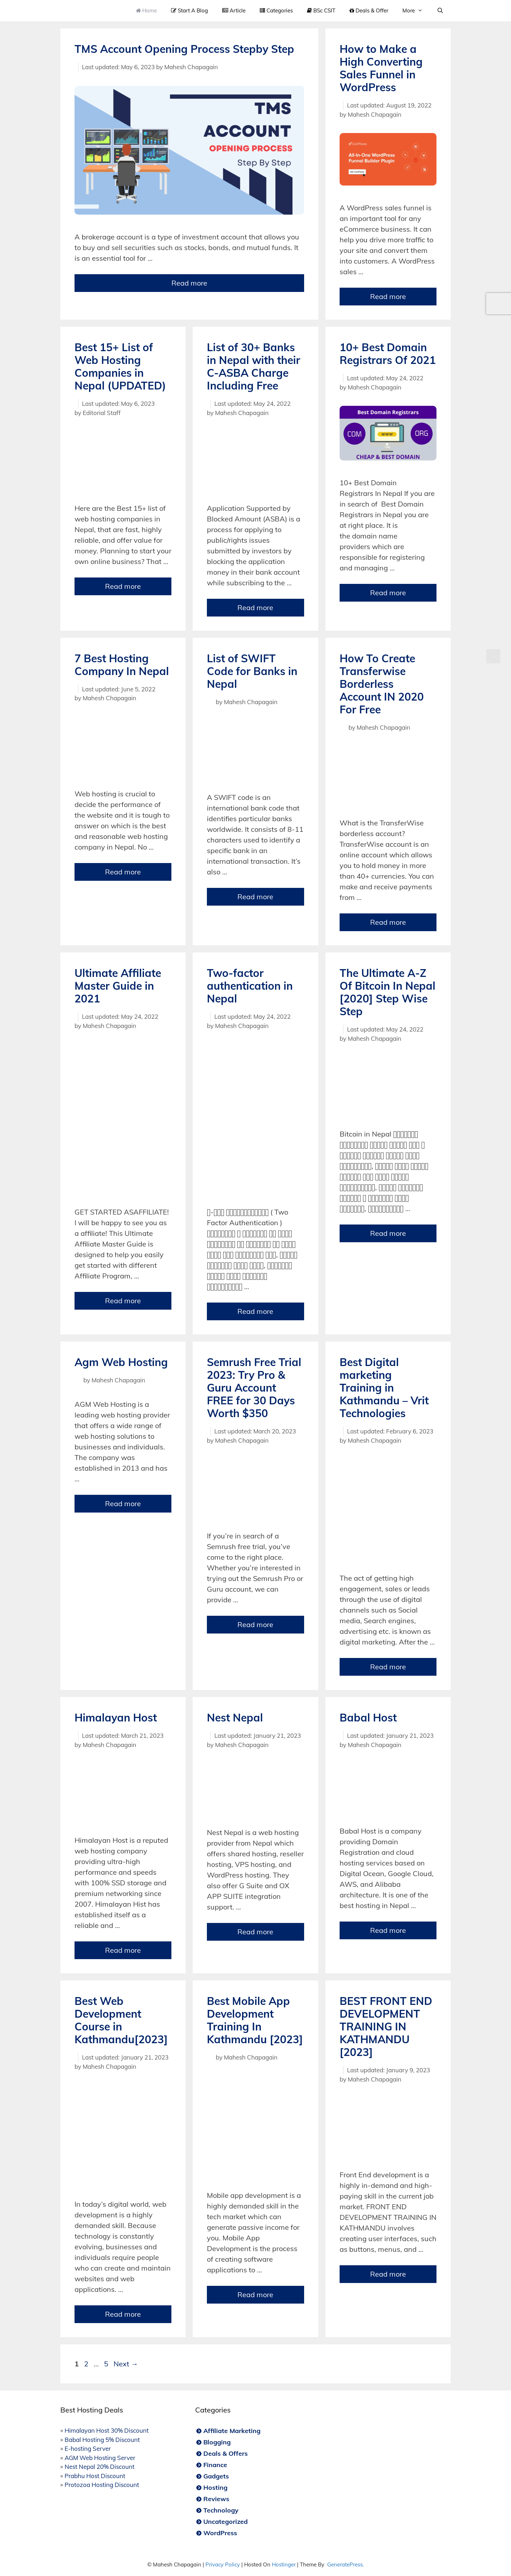 Home
Start A Blog
Article
Categories
BSc CSIT
Deals & Offer
More
TMS Account Opening Process Stepby Step
Last updated: May 6, 2023 by Mahesh Chapagain
TMS
ACCOUNT
OPENING PROCESS
Step By Step
A brokerage account is a type of investment account that allows you
to buy and sell securities such as stocks, bonds, and mutual funds. It
is an essential tool for ...
Read more
How to Make a
High Converting
Sales Funnel in
WordPress
Last updated: August 19, 2022
by Mahesh Chapagain
All-In-One WordPress
Funnel Builder Plugin
A WordPress sales funnel is
an important tool for any
eCommerce business. It can
help you drive more traffic to
your site and convert them
into customers. A WordPress
sales ...
Read more
Best 15+ List of
Web Hosting
Companies in
Nepal (UPDATED)
Last updated: May 6, 2023
by Editorial Staff
Here are the Best 15+ list of
web hosting companies in
Nepal, that are fast, highly
reliable, and offer value for
money. Planning to start your
own online business? That ...
Read more
List of 30+ Banks
in Nepal with their
C-ASBA Charge
Including Free
Last updated: May 24, 2022
by Mahesh Chapagain
Application Supported by
Blocked Amount (ASBA) is a
process for applying to
public/rights issues
submitted by investors by
blocking the application
money in their bank account
while subscribing to the ...
Read more
10+ Best Domain
Registrars Of 2021
Last updated: May 24, 2022
by Mahesh Chapagain
Best Domain Registrars
COM
ORG
CHEAP & BEST DOMAIN
10+ Best Domain
Registrars In Nepal If you are
in search of Best Domain
Registrars in Nepal you are
at right place. It is
the domain name
providers which are
responsible for registering
and managing ...
Read more
7 Best Hosting
Company In Nepal
Last updated: June 5, 2022
by Mahesh Chapagain
Web hosting is crucial to
decide the performance of
the website and it is tough to
answer on which is the best
and reasonable web hosting
company in Nepal. No ...
Read more
List of SWIFT
Code for Banks in
Nepal
by Mahesh Chapagain
A SWIFT code is an
international bank code that
identifies particular banks
worldwide. It consists of 8-11
characters used to identify a
specific bank in an
international transaction. It's
also ...
Read more
How To Create
Transferwise
Borderless
Account IN 2020
For Free
by Mahesh Chapagain
What is the TransferWise
borderless account?
TransferWise account is an
online account which allows
you to hold money in more
than 40+ currencies. You can
make and receive payments
from ...
Read more
Ultimate Affiliate
Master Guide in
2021
Last updated: May 24, 2022
by Mahesh Chapagain
GET STARTED ASAFFILIATE!
I will be happy to see you as
a affliate! This Ultimate
Affiliate Master Guide is
designed to help you easily
get started with different
Affiliate Program, ...
Read more
Two-factor
authentication in
Nepal
Last updated: May 24, 2022
by Mahesh Chapagain
( Two
Factor Authentication )
...
Read more
The Ultimate A-Z
Of Bitcoin In Nepal
[2020] Step Wise
Step
Last updated: May 24, 2022
by Mahesh Chapagain
Bitcoin in Nepal
...
Read more
Agm Web Hosting
by Mahesh Chapagain
AGM Web Hosting is a
leading web hosting provider
that offers a wide range of
web hosting solutions to
businesses and individuals.
The company was
established in 2013 and has
...
Read more
Semrush Free Trial
2023: Try Pro &
Guru Account
FREE for 30 Days
Worth $350
Last updated: March 20, 2023
by Mahesh Chapagain
If you're in search of a
Semrush free trial, you've
came to the right place.
Whether you're interested in
trying out the Semrush Pro or
Guru account, we can
provide ...
Read more
Best Digital
marketing
Training in
Kathmandu – Vrit
Technologies
Last updated: February 6, 2023
by Mahesh Chapagain
The act of getting high
engagement, sales or leads
through the use of digital
channels such as Social
media, Search engines,
advertising etc. is known as
digital marketing. After the ...
Read more
Himalayan Host
Last updated: March 21, 2023
by Mahesh Chapagain
Himalayan Host is a reputed
web hosting company
providing ultra-high
performance and speeds
with 100% SSD storage and
premium networking since
2007. Himalayan Hist has
established itself as a
reliable and ...
Read more
Nest Nepal
Last updated: January 21, 2023
by Mahesh Chapagain
Nest Nepal is a web hosting
provider from Nepal which
offers shared hosting, reseller
hosting, VPS hosting, and
WordPress hosting. They
also offer G Suite and OX
APP SUITE integration
support. ...
Read more
Babal Host
Last updated: January 21, 2023
by Mahesh Chapagain
Babal Host is a company
providing Domain
Registration and cloud
hosting services based on
Digital Ocean, Google Cloud,
AWS, and Alibaba
architecture. It is one of the
best hosting in Nepal ...
Read more
Best Web
Development
Course in
Kathmandu[2023]
Last updated: January 21, 2023
by Mahesh Chapagain
In today's digital world, web
development is a highly
demanded skill. Because
technology is constantly
evolving, businesses and
individuals require people
who can create and maintain
websites and web
applications. ...
Read more
Best Mobile App
Development
Training In
Kathmandu [2023]
by Mahesh Chapagain
Mobile app development is a
highly demanded skill in the
tech market which can
generate passive income for
you. Mobile App
Development is the process
of creating software
applications to ...
Read more
BEST FRONT END
DEVELOPMENT
TRAINING IN
KATHMANDU
[2023]
Last updated: January 9, 2023
by Mahesh Chapagain
Front End development is a
highly in-demand and high-
paying skill in the current job
market. FRONT END
DEVELOPMENT TRAINING IN
KATHMANDU involves
creating user interfaces, such
as buttons, menus, and ...
Read more
1 2 ... 5 Next →
Best Hosting Deals
» Himalayan Host 30% Discount
» Babal Hosting 5% Discount
» E-hosting Server
» AGM Web Hosting Server
» Nest Nepal 20% Discount
» Prabhu Host Discount
» Protozoa Hosting Discount
Categories
Affiliate Marketing
Blogging
Deals & Offers
Finance
Gadgets
Hosting
Reviews
Technology
Uncategorized
WordPress
© Mahesh Chapagain | Privacy Policy | Hosted On Hostinger | Theme By GeneratePress.